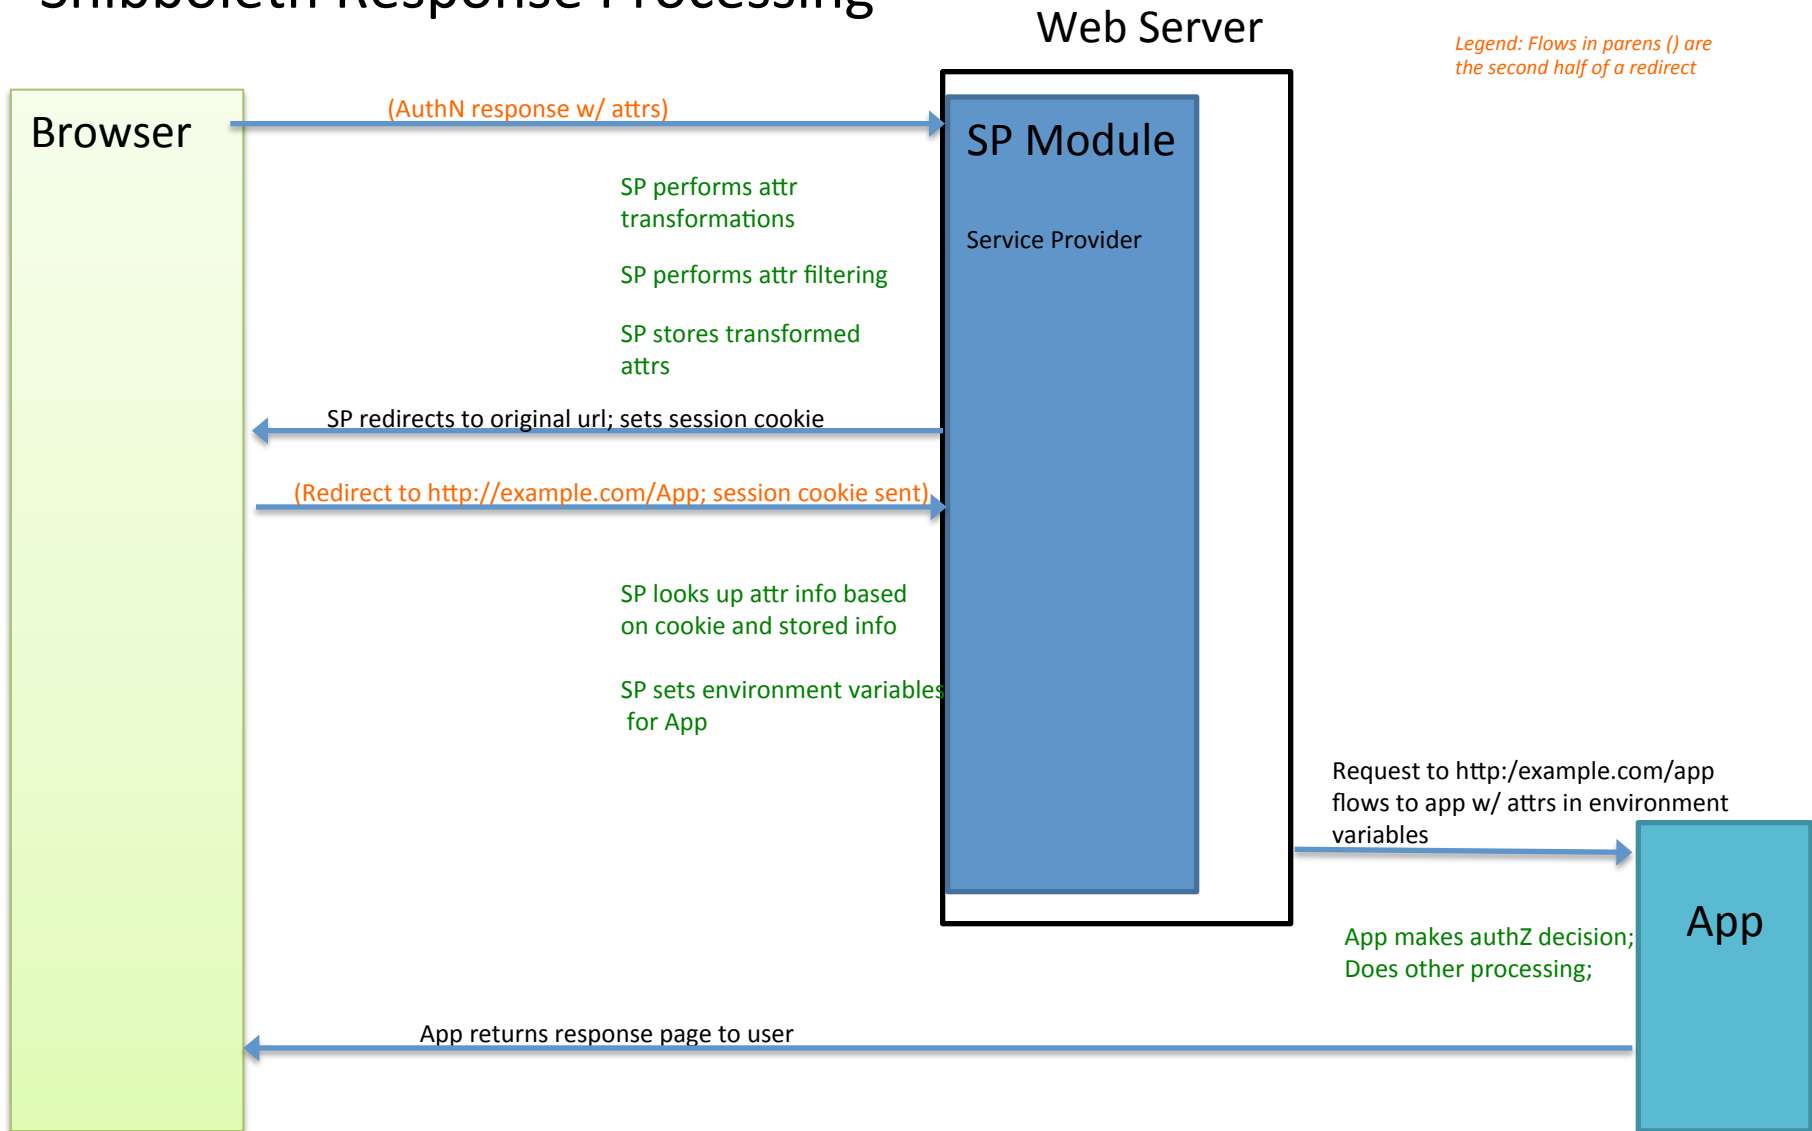 Shibboleth Response Processing
Web Server
Legend: Flows in parens () are
the second half of a redirect
Browser
(AuthN response w/ attrs)
SP Module
SP performs attr
transformations
Service Provider
SP performs attr filtering
SP stores transformed
attrs
SP redirects to original url; sets session cookie
(Redirect to http://example.com/App; session cookie sent)
SP looks up attr info based
on cookie and stored info
SP sets environment variables
for App
Request to http:/example.com/app
flows to app w/ attrs in environment
variables
App
App makes authZ decision;
Does other processing;
App returns response page to user